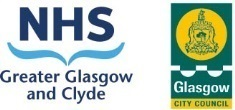 NHS
Greater Glasgow
and Clyde
Glasgow
CITY COUNCIL